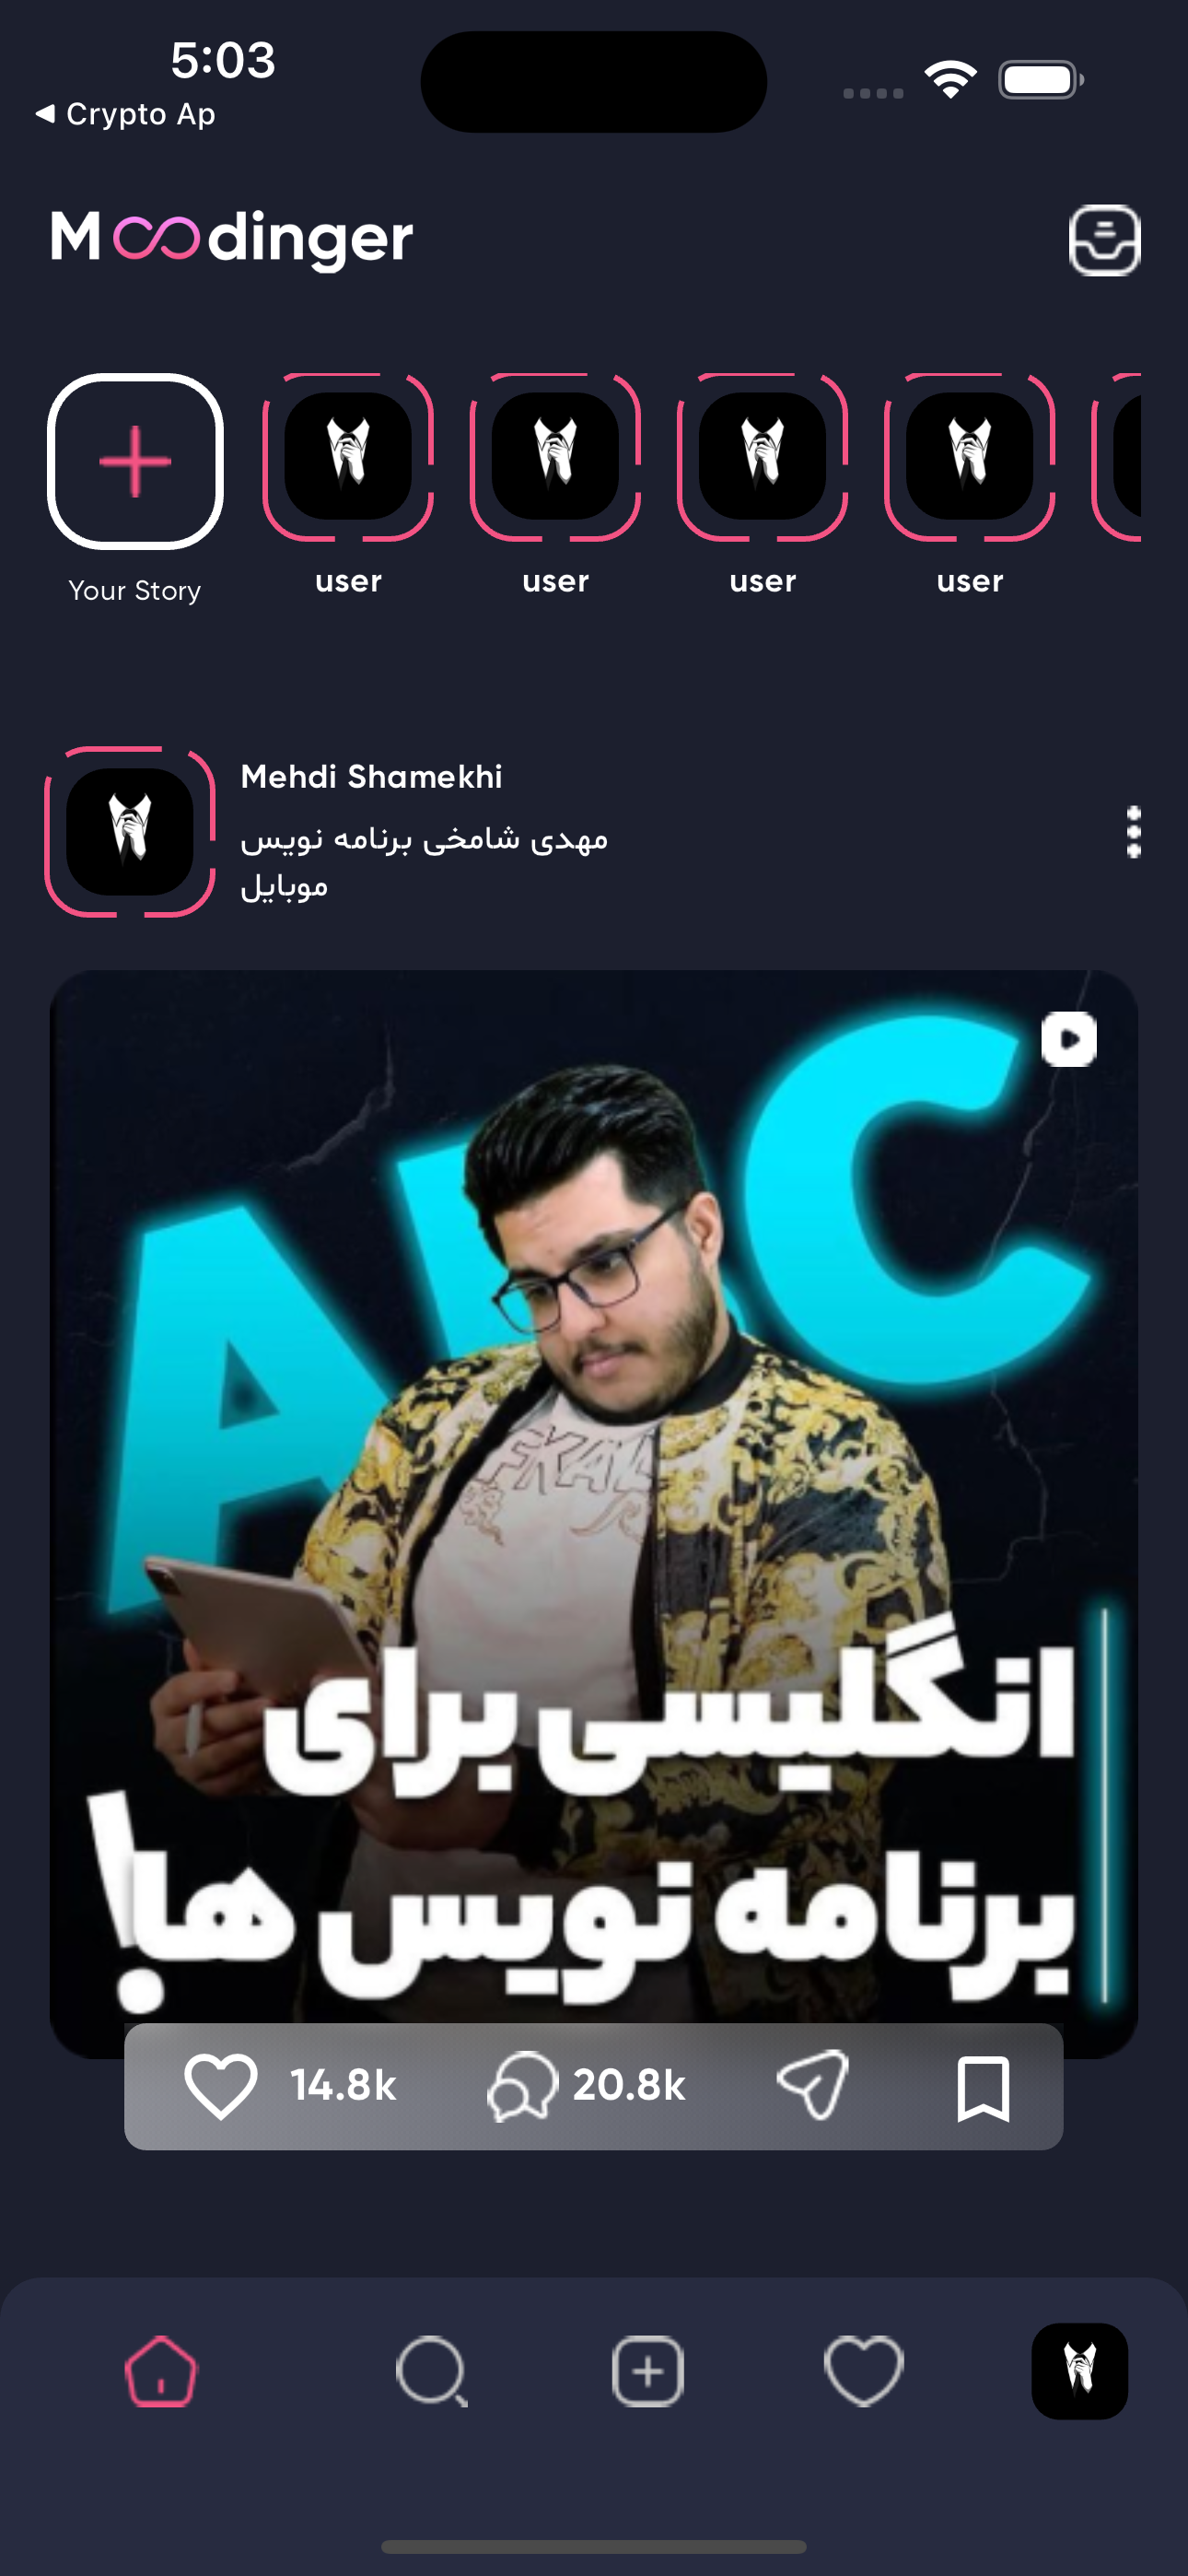 5:03
Crypto Ap
Moodinger
Your Story
user
user
user
user
Mehdi Shamekhi
مهدی شامخی برنامه نویس
موبایل
ABC
انگلیسی برای
برنامه نویس ها!
14.8k
20.8k